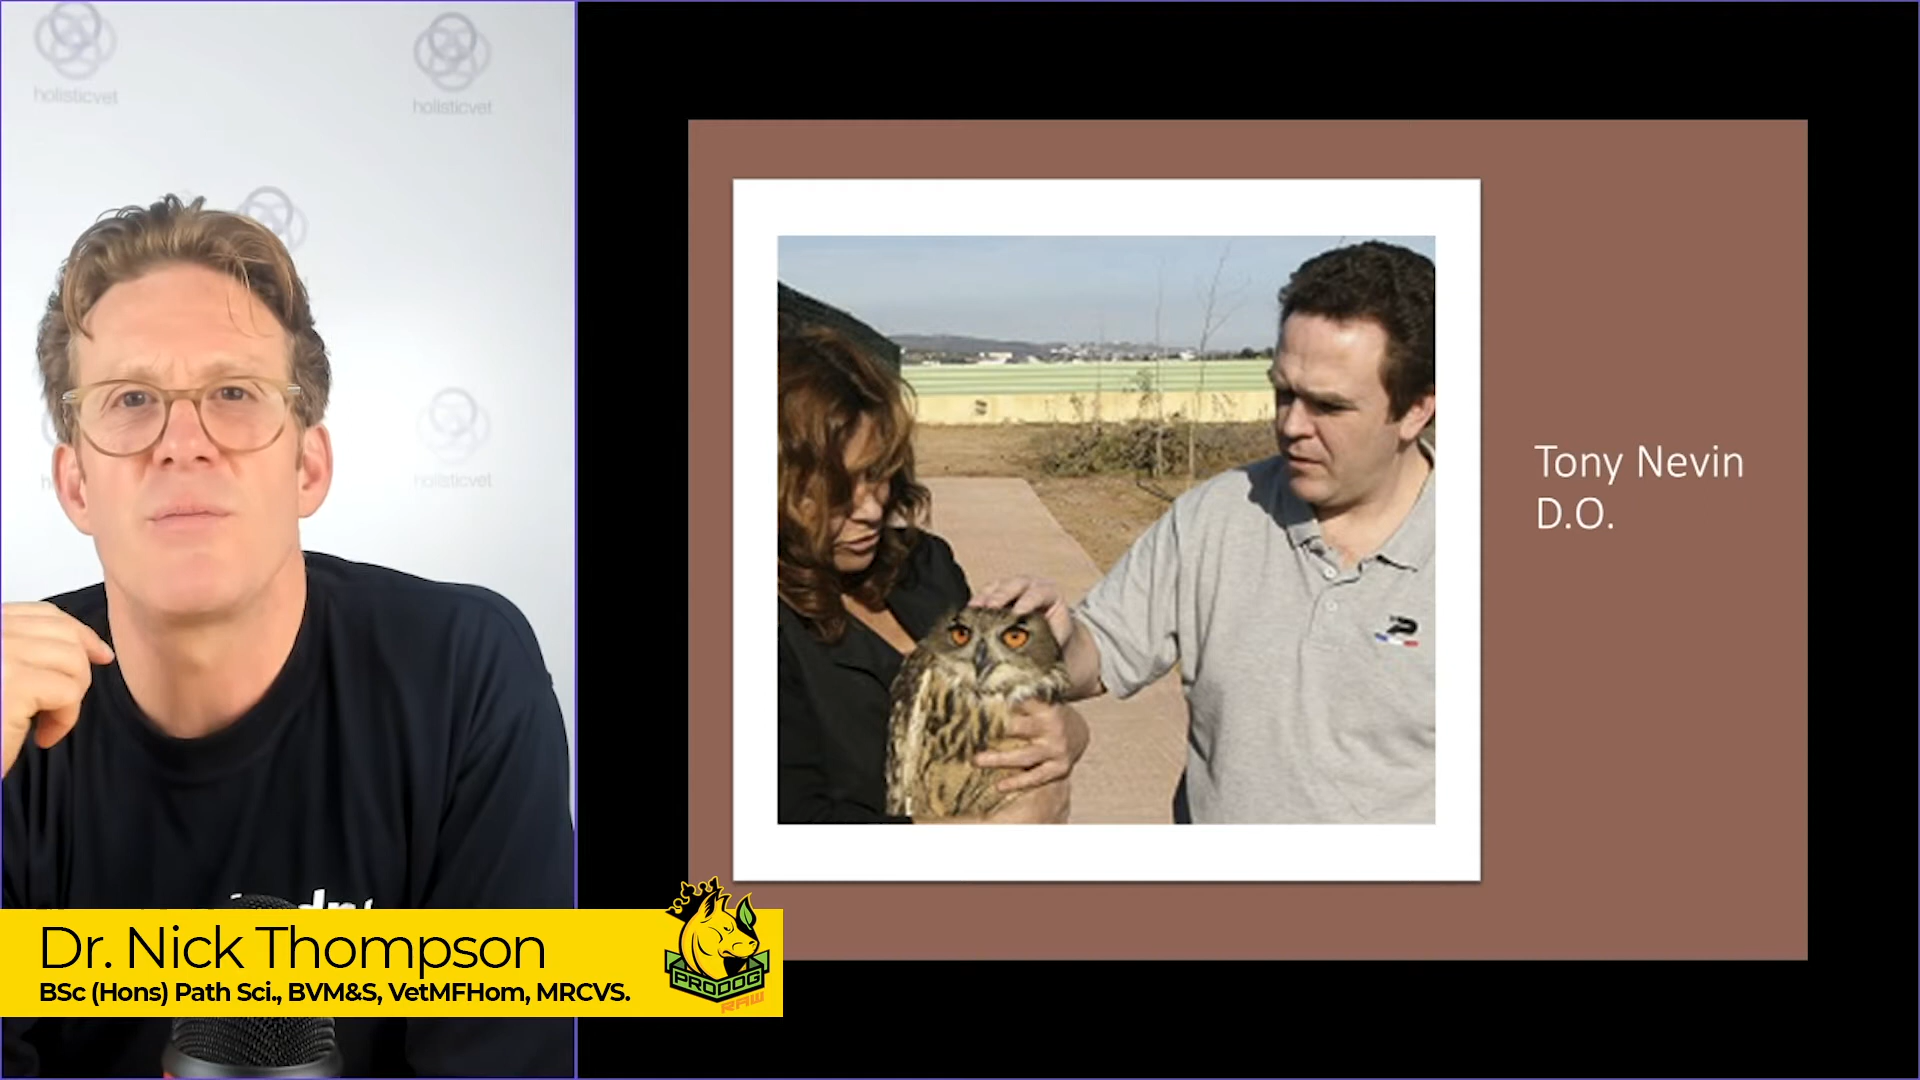 holisticvet
holisticvet
holisticvet
Tony Nevin
D.O.
Dr. Nick Thompson
BSc (Hons) Path Sci., BVM&S, VetMFHom, MRCVS.
PRODOG
RAW